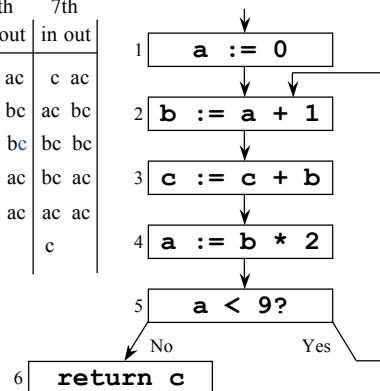 th 7th
out in out
ac c ac
bc ac bc
bc bc bc
ac bc ac
ac ac ac
c
1 a := 0
2 b := a + 1
3 c := c + b
4 a := b * 2
5 a < 9?
No Yes
6 return c